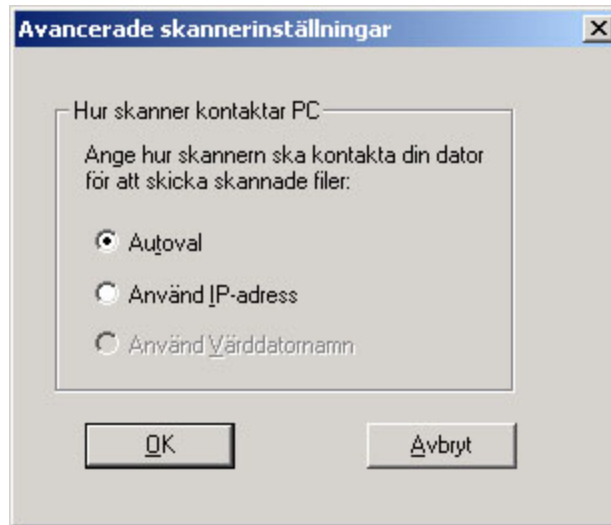 Avancerade skannerinställningar
Hur skanner kontaktar PC
Ange hur skannern ska kontakta din dator
för att skicka skannade filer:
Autoval
Använd IP-adress
Använd Värddatornamn
OK
Avbryt